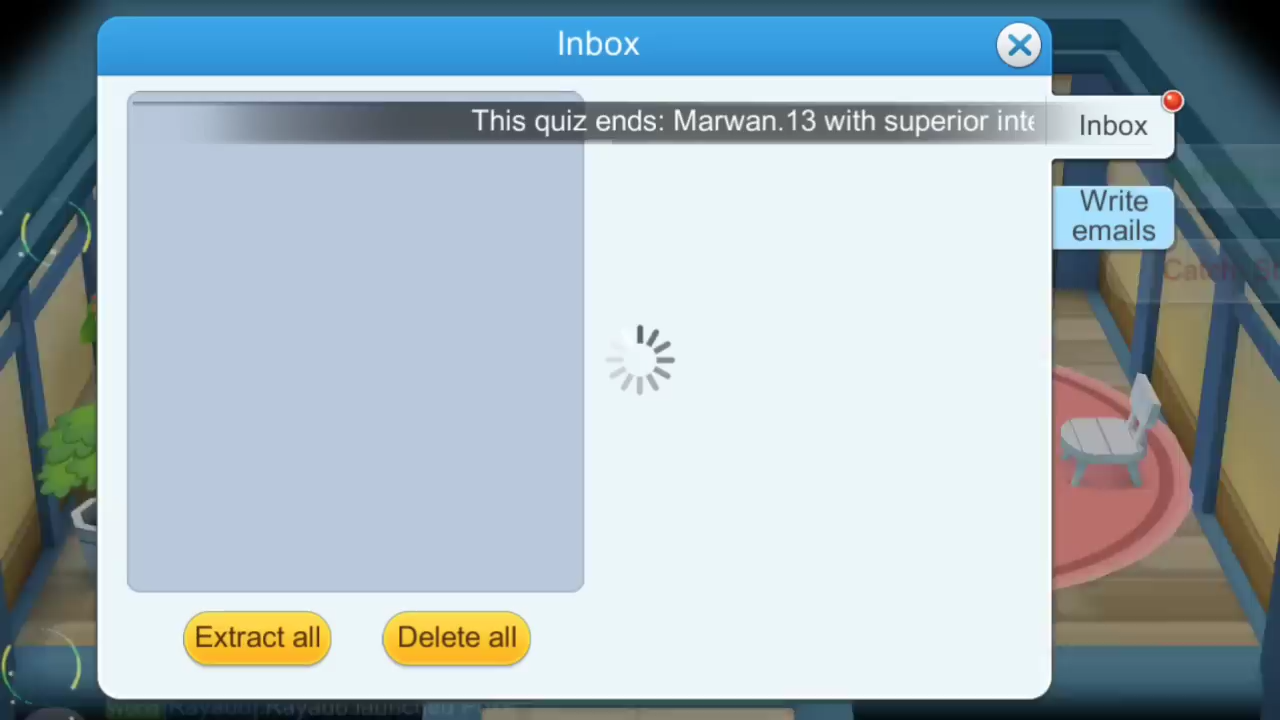 Inbox
This quiz ends: Marwan.13 with superior inte
Inbox
Write
emails
Extract all
Delete all